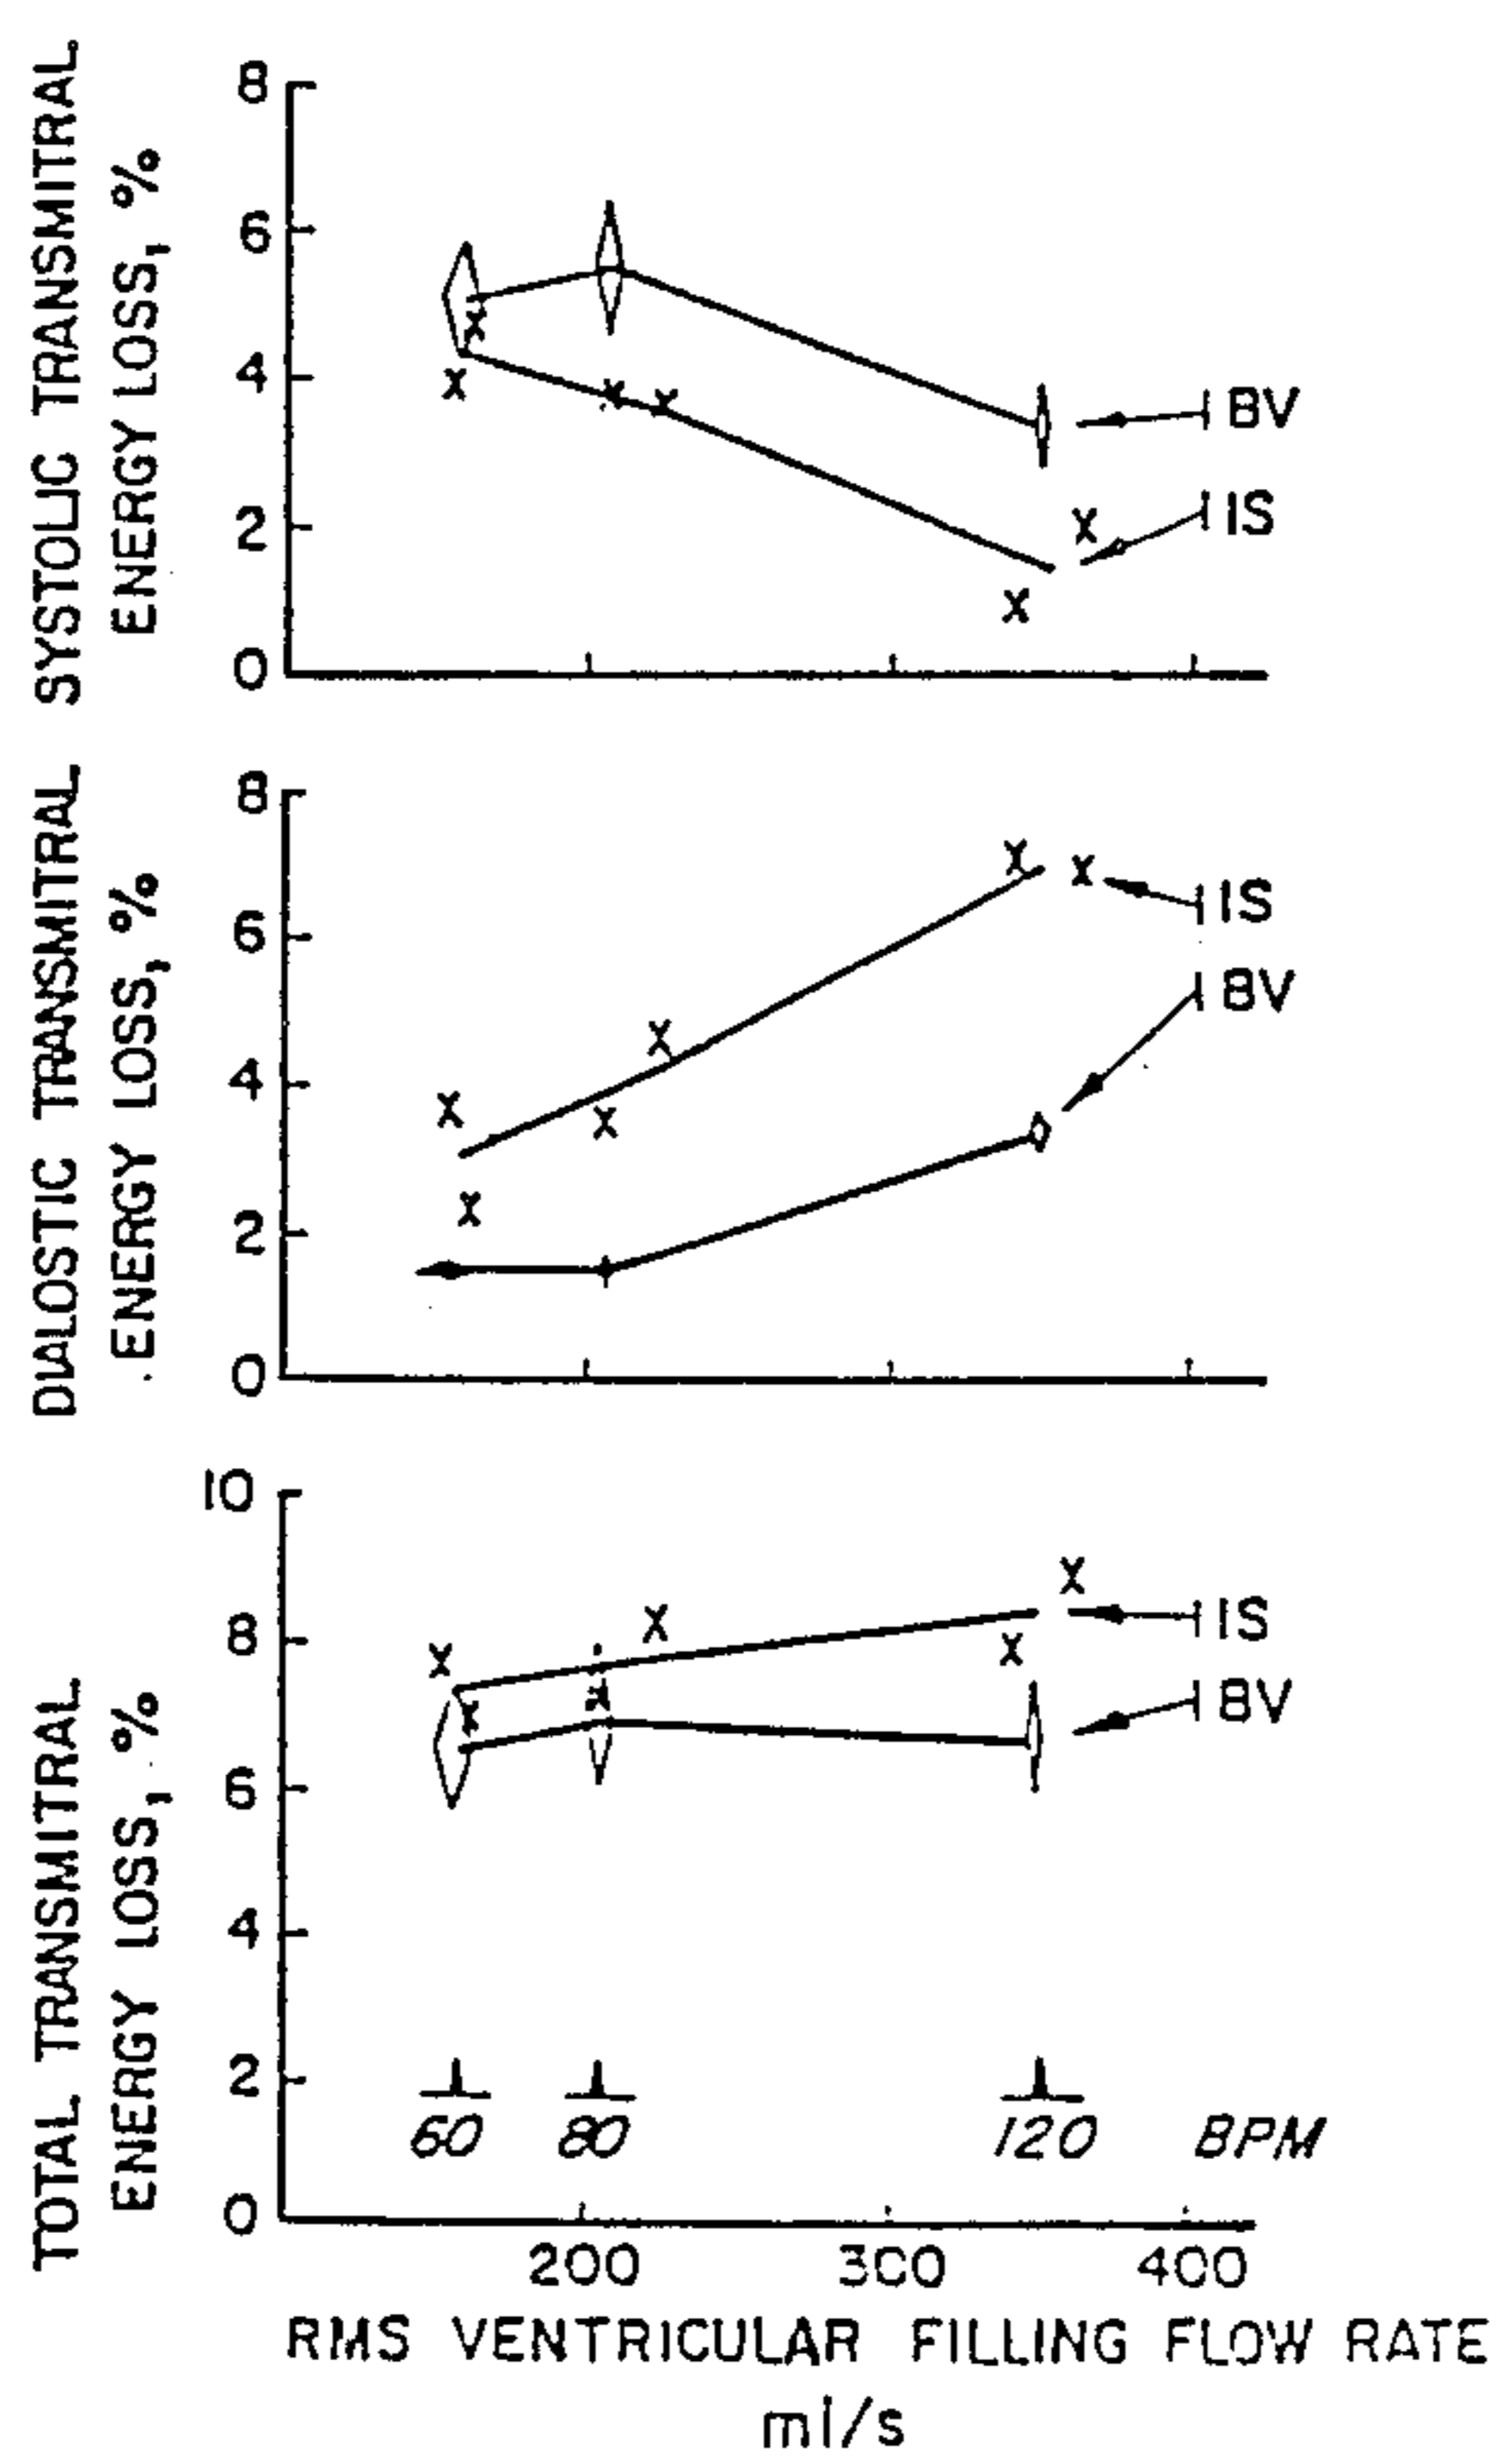 SYSTOLIC TRANSMITRAL
ENERGY LOSS, %
8
6
4
2
0
BV
IS
DIALOSTIC TRANSMITRAL
ENERGY LOSS, %
8
6
4
2
0
IS
BV
TOTAL TRANSMITRAL
ENERGY LOSS, %
10
8
6
4
2
0
IS
BV
60 80 120 BPM
200 300 400
RMS VENTRICULAR FILLING FLOW RATE
ml/s